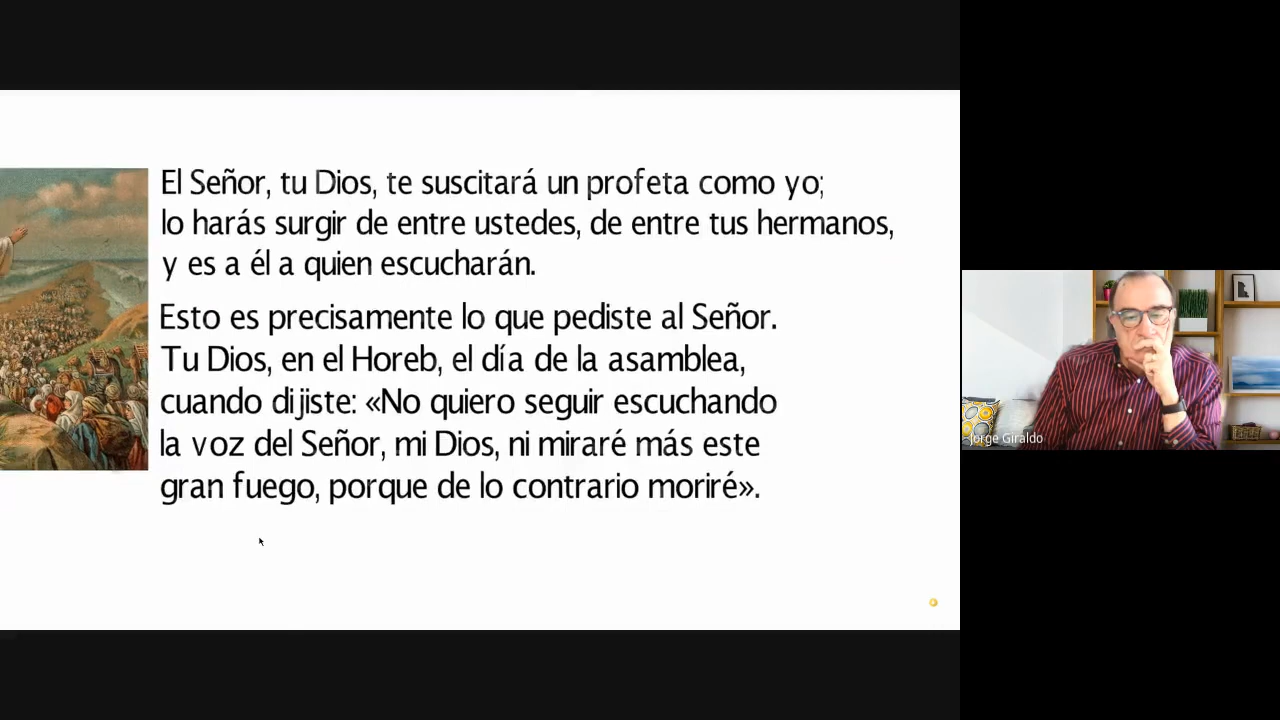 El Señor, tu Dios, te suscitará un profeta como yo;
lo harás surgir de entre ustedes, de entre tus hermanos,
y es a él a quien escucharán.
Esto es precisamente lo que pediste al Señor.
Tu Dios, en el Horeb, el día de la asamblea,
cuando dijiste: «No quiero seguir escuchando
la voz del Señor, mi Dios, ni miraré más este
gran fuego, porque de lo contrario moriré».
Jorge Giraldo